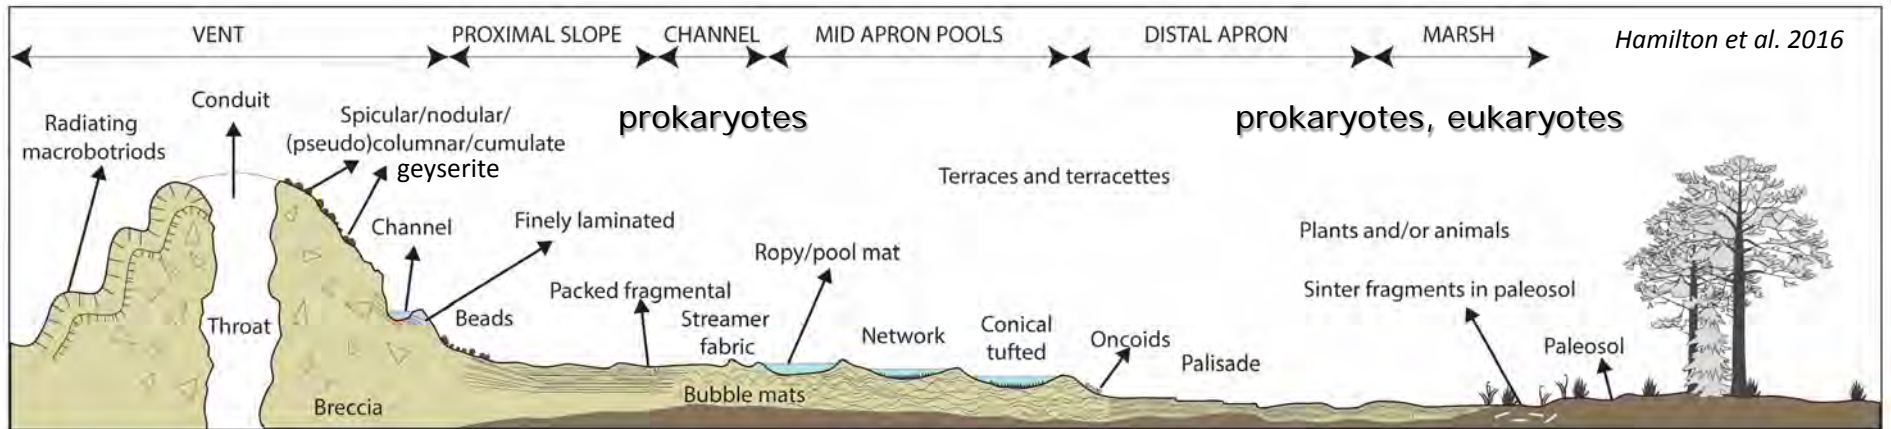 VENT
PROXIMAL SLOPE
CHANNEL
MID APRON POOLS
DISTAL APRON
MARSH
Hamilton et al. 2016
Conduit
Radiating
macrobotriods
Spicular/nodular/
(pseudo)columnar/cumulate
geyserite
prokaryotes
prokaryotes, eukaryotes
Terraces and terracettes
Channel
Finely laminated
Plants and/or animals
Ropy/pool mat
Packed fragmental
Sinter fragments in paleosol
Throat
Beads
Streamer
fabric
Network
Conical
tufted
Oncoids
Palisade
Paleosol
Breccia
Bubble mats